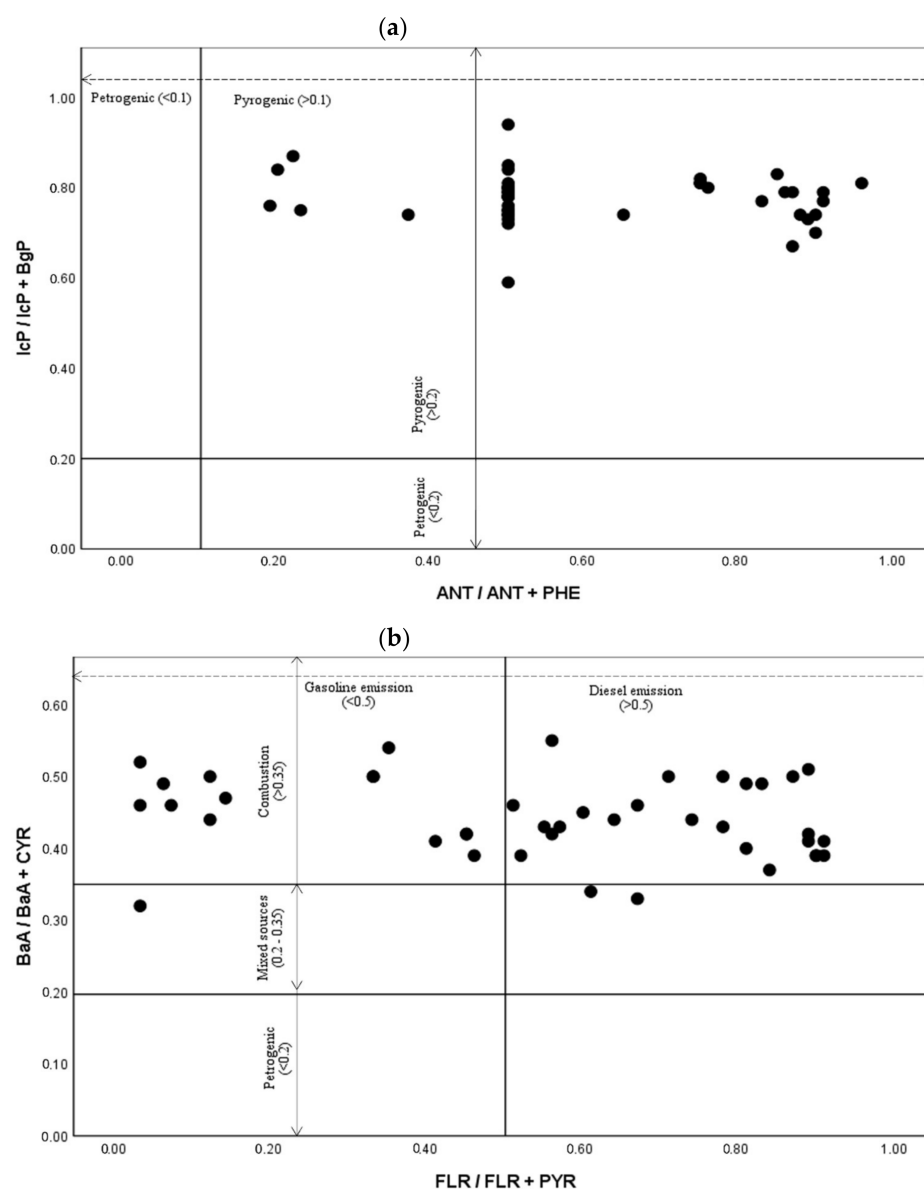 (a)
1.00
Petrogenic (<0.1)
Pyrogenic (>0.1)
0.80
0.60
0.40
0.20
0.00
IcP / IcP + BgP
Pyrogenic
(>0.2)
Petrogenic
(<0.2)
0.00 0.20 0.40 0.60 0.80 1.00
ANT / ANT + PHE
(b)
Gasoline emission
(<0.5)
Diesel emission
(>0.5)
0.60
0.50
0.40
0.30
0.20
0.10
0.00
BaA / BaA + CYR
Combustion
(>0.35)
Mixed sources
(0.2 - 0.35)
Petrogenic
(<0.2)
0.00 0.20 0.40 0.60 0.80 1.00
FLR / FLR + PYR